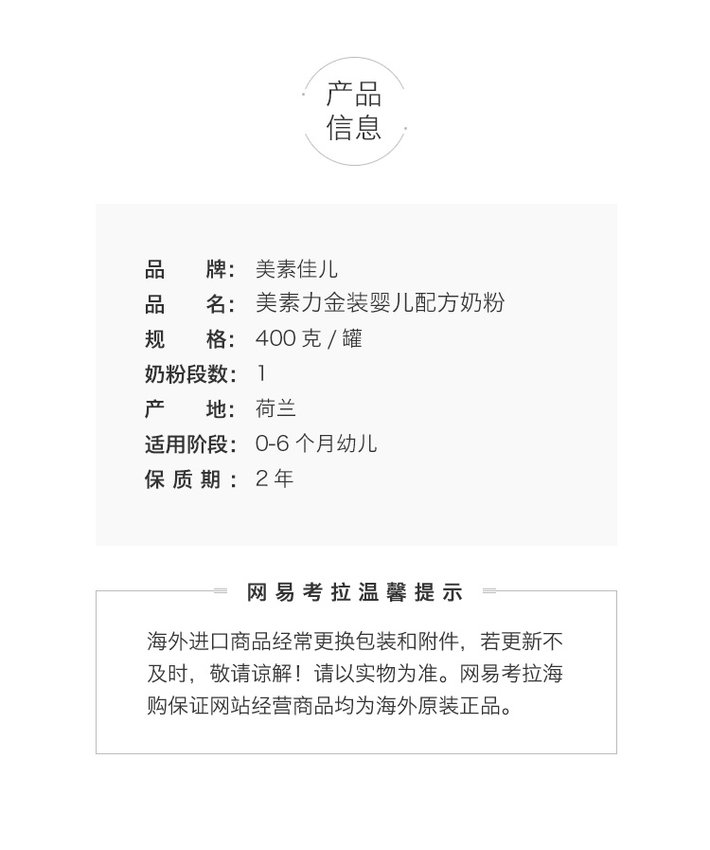 产品
信息
品牌：美素佳儿
品名：美素力金装婴儿配方奶粉
规格：400 克 / 罐
奶粉段数：1
产地：荷兰
适用阶段：0-6 个月幼儿
保质期：2 年
网易考拉温馨提示
海外进口商品经常更换包装和附件，若更新不
及时，敬请谅解！请以实物为准。网易考拉海
购保证网站经营商品均为海外原装正品。